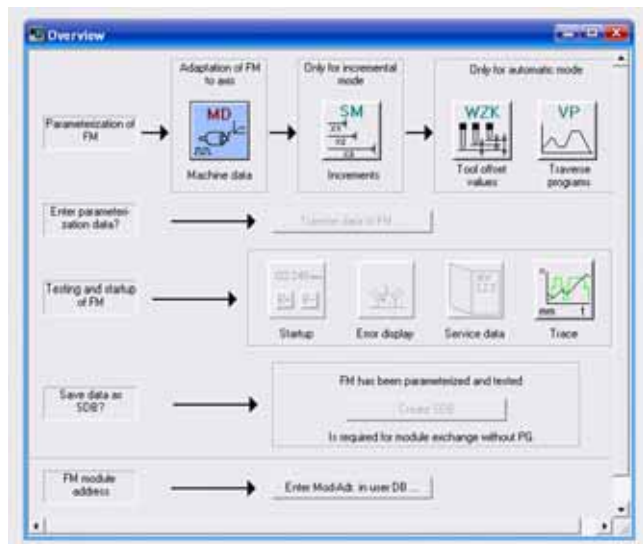 Overview
Adaptation of FM
to axis
Only for incremental
mode
Only for automatic mode
Parameterization of
FM
MD
SM
WZK
VP
Machine data
Increments
Tool offset
values
Traverse
programs
Enter parameteri-
zation data?
Transfer data to FM ...
Testing and startup
of FM
mm t
Startup
Error display
Service data
Trace
Save data as
SDB?
FM has been parameterized and tested
Create SDB
Is required for module exchange without PG
FM module
address
Enter Mod-Adr. in user DB ...